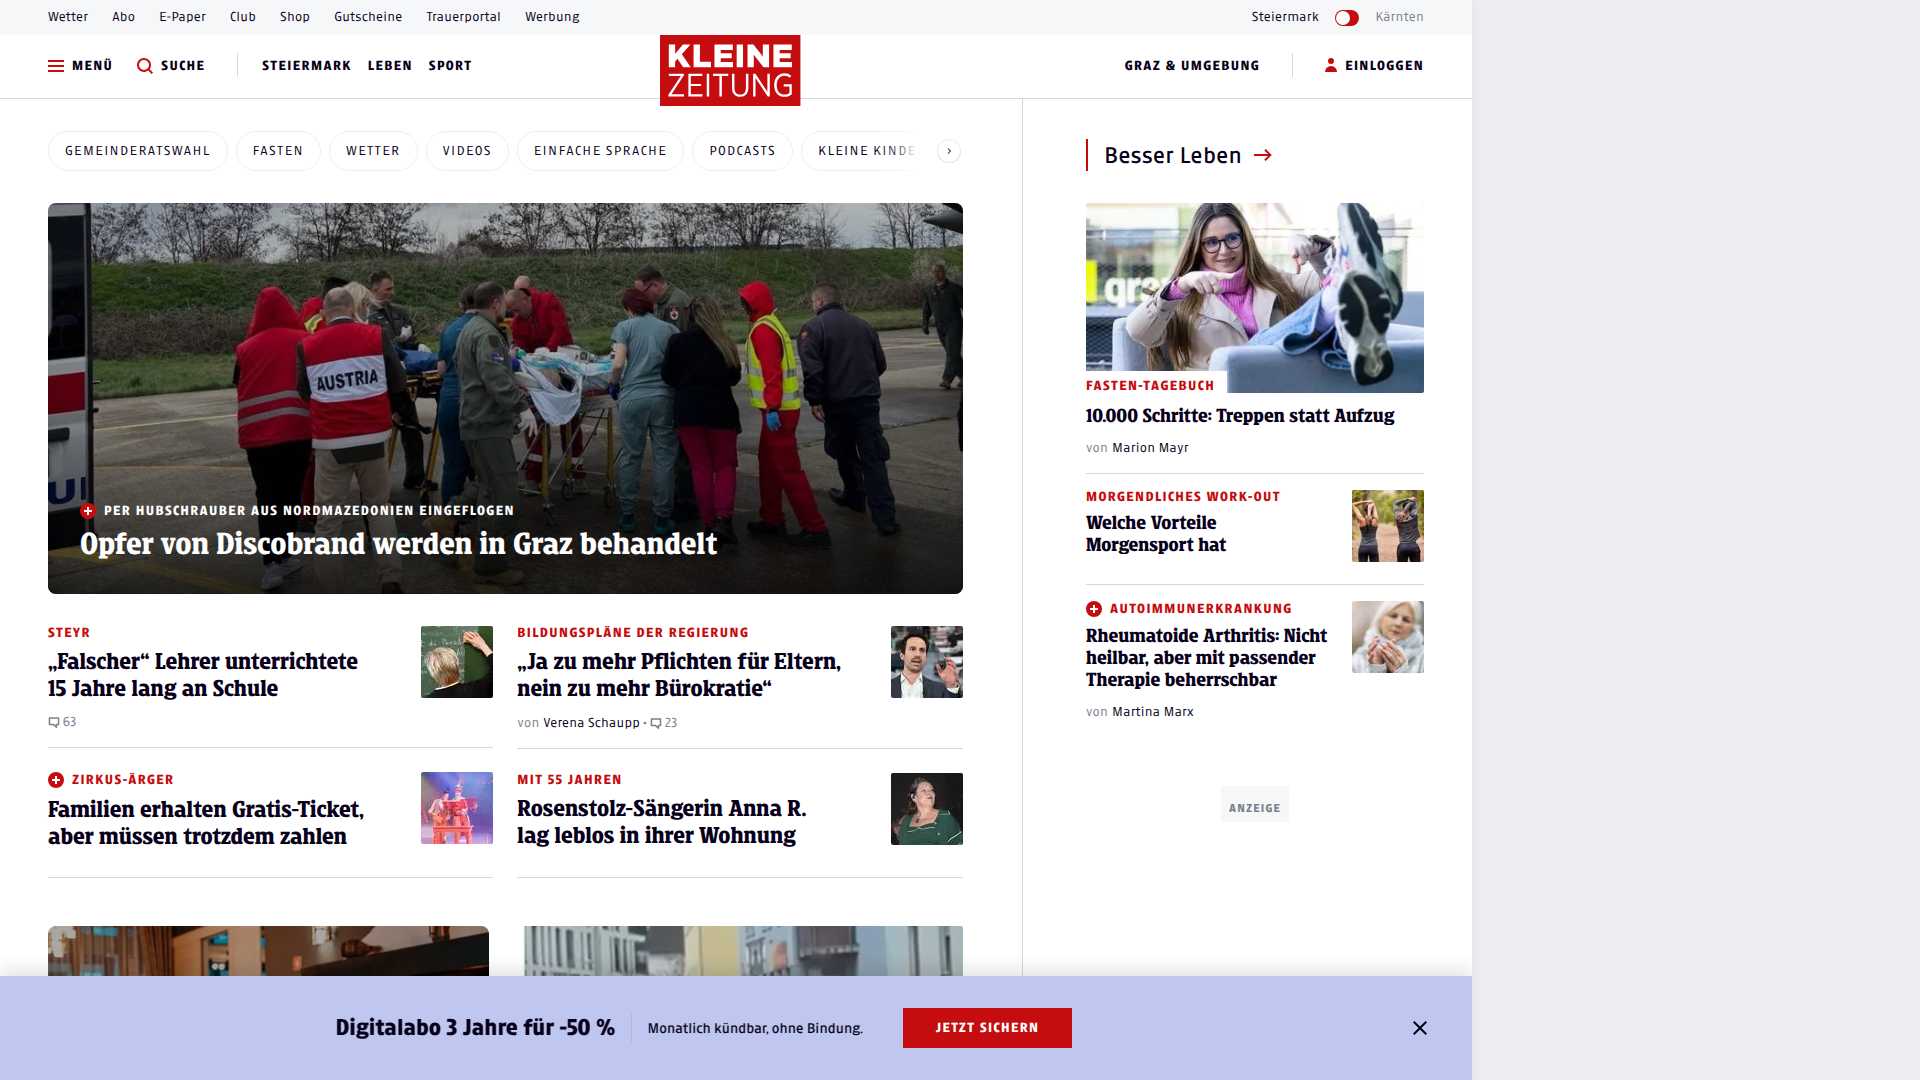 Wetter Abo E-Paper Club Shop Gutscheine Trauerportal Werbung Steiermark Kärnten
MENÜ SUCHE STEIERMARK LEBEN SPORT KLEINE ZEITUNG GRAZ & UMGEBUNG EINLOGGEN
GEMEINDERATSWAHL FASTEN WETTER VIDEOS EINFACHE SPRACHE PODCASTS KLEINE KINDE
AUSTRIA
PER HUBSCHRAUBER AUS NORDMAZEDONIEN EINGEFLOGEN
Opfer von Discobrand werden in Graz behandelt
STEYR
„Falscher“ Lehrer unterrichtete
15 Jahre lang an Schule
63
BILDUNGSPLÄNE DER REGIERUNG
„Ja zu mehr Pflichten für Eltern,
nein zu mehr Bürokratie“
von Verena Schaupp • 23
ZIRKUS-ÄRGER
Familien erhalten Gratis-Ticket,
aber müssen trotzdem zahlen
MIT 55 JAHREN
Rosenstolz-Sängerin Anna R.
lag leblos in ihrer Wohnung
Besser Leben
FASTEN-TAGEBUCH
10.000 Schritte: Treppen statt Aufzug
von Marion Mayr
MORGENDLICHES WORK-OUT
Welche Vorteile
Morgensport hat
AUTOIMMUNERKRANKUNG
Rheumatoide Arthritis: Nicht
heilbar, aber mit passender
Therapie beherrschbar
von Martina Marx
ANZEIGE
Digitalabo 3 Jahre für -50 % Monatlich kündbar, ohne Bindung. JETZT SICHERN